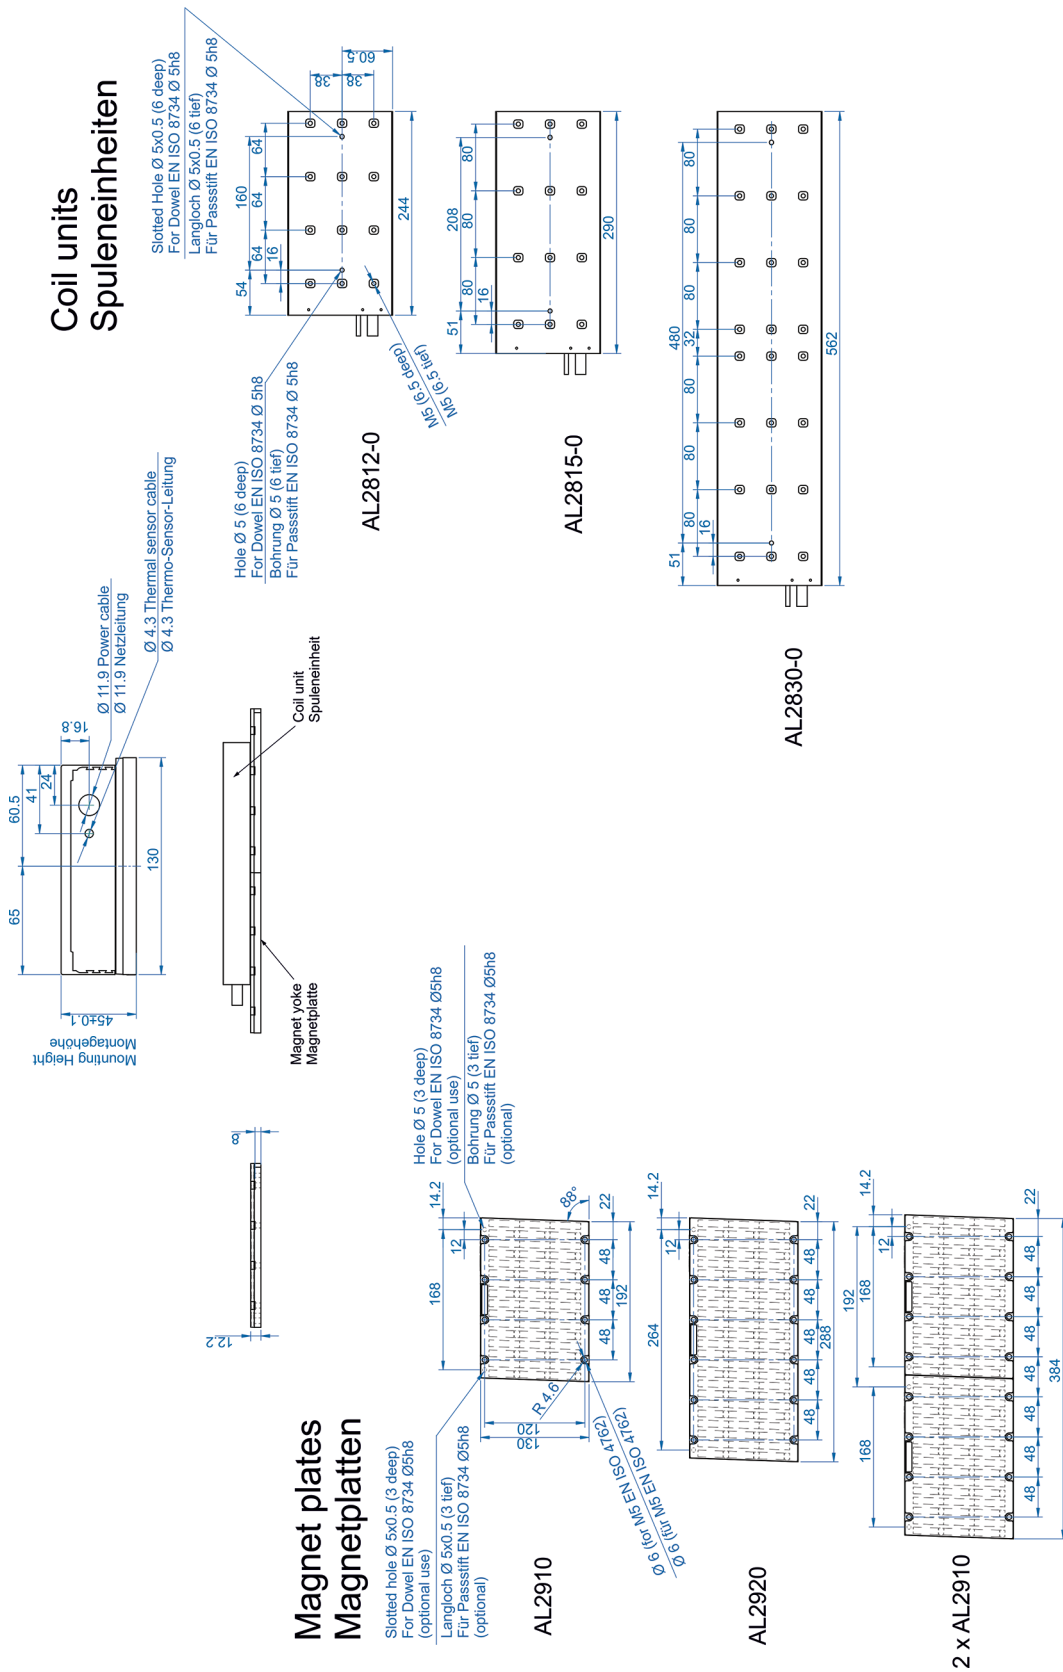 Magnet plates
Magnetplatten
Slotted hole Ø 5x0.5 (3 deep)
For Dowel EN ISO 8734 Ø5h8
(optional use)
Langloch Ø 5x0.5 (3 tief)
Für Passstift EN ISO 8734 Ø5h8
(optional)
Hole Ø 5 (3 deep)
For Dowel EN ISO 8734 Ø5h8
(optional use)
Bohrung Ø 5 (3 tief)
Für Passstift EN ISO 8734 Ø5h8
(optional)
12.2
8
AL2910
168
14.2
12
88°
22
48
48
48
192
130
120
R 4.6
Ø 6 (for M5 EN ISO 4762)
Ø 6 (für M5 EN ISO 4762)
AL2920
264
14.2
12
22
48
48
48
48
48
288
2 x AL2910
168
192
168
14.2
12
22
48
48
48
48
48
48
48
384
Mounting Height
Montagehöhe
45±0.1
65
60.5
41
24
16.8
130
Ø 11.9 Power cable
Ø 11.9 Netzleitung
Ø 4.3 Thermal sensor cable
Ø 4.3 Thermo-Sensor-Leitung
Magnet yoke
Magnetplatte
Coil unit
Spuleneinheit
Coil units
Spuleneinheiten
Slotted Hole Ø 5x0.5 (6 deep)
For Dowel EN ISO 8734 Ø 5h8
Langloch Ø 5x0.5 (6 tief)
Für Passstift EN ISO 8734 Ø 5h8
Hole Ø 5 (6 deep)
For Dowel EN ISO 8734 Ø 5h8
Bohrung Ø 5 (6 tief)
Für Passstift EN ISO 8734 Ø 5h8
M5 (6.5 deep)
M5 (6.5 tief)
AL2812-0
54
160
16
64
64
64
38
38
60.5
244
AL2815-0
51
208
16
80
80
80
290
AL2830-0
51
480
16
80
80
80
32
80
80
80
562